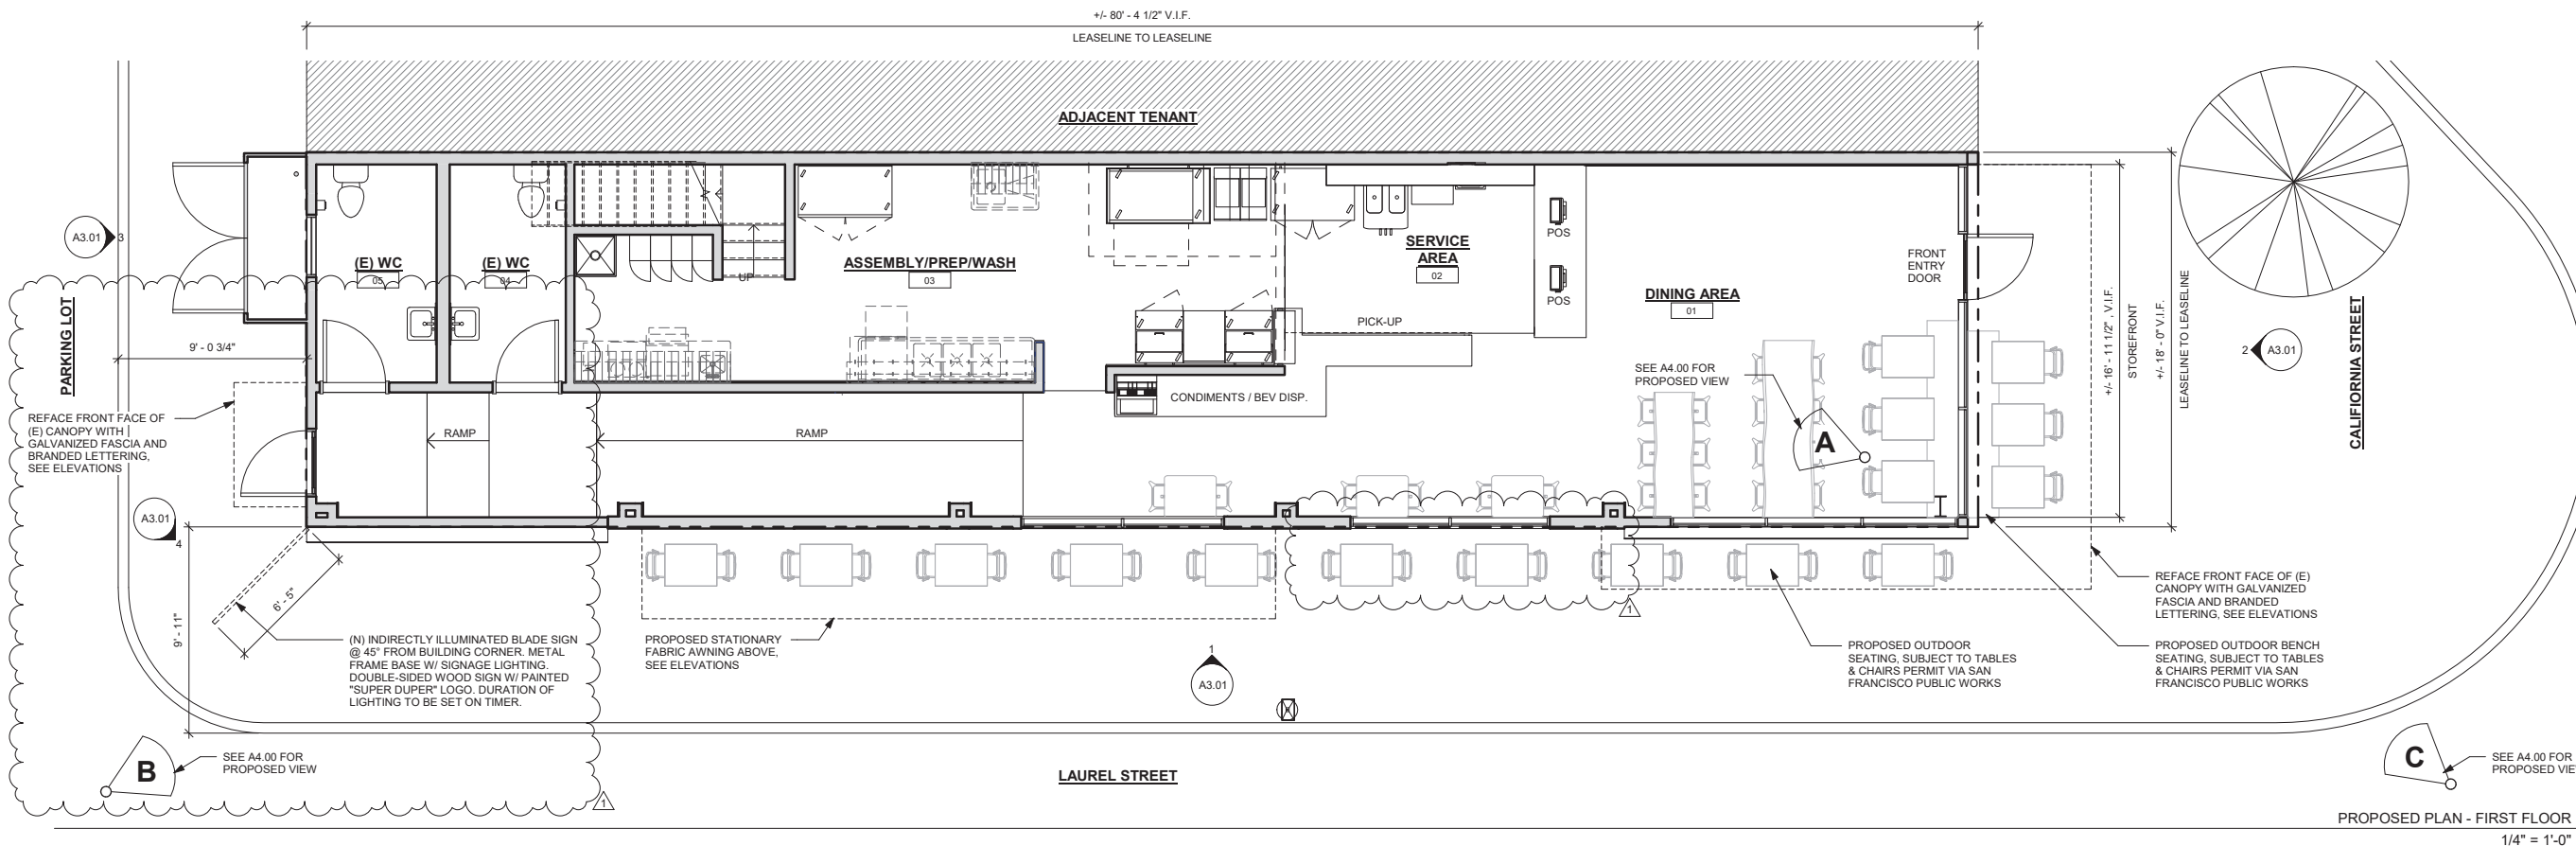 +/- 80' - 4 1/2" V.I.F.
LEASELINE TO LEASELINE
ADJACENT TENANT
A3.01
3
(E) WC
05
(E) WC
04
UP
ASSEMBLY/PREP/WASH
03
SERVICE
AREA
02
POS
POS
PICK-UP
DINING AREA
01
FRONT
ENTRY
DOOR
+/- 16' - 11 1/2" , V.I.F.
STOREFRONT
+/- 18' - 0" V.I.F.
LEASELINE TO LEASELINE
CALIFIORNIA STREET
2
A3.01
PARKING LOT
9' - 0 3/4"
REFACE FRONT FACE OF
(E) CANOPY WITH
GALVANIZED FASCIA AND
BRANDED LETTERING,
SEE ELEVATIONS
RAMP
RAMP
CONDIMENTS / BEV DISP.
SEE A4.00 FOR
PROPOSED VIEW
A
A3.01
4
9' - 11"
6' - 5"
(N) INDIRECTLY ILLUMINATED BLADE SIGN
@ 45° FROM BUILDING CORNER. METAL
FRAME BASE W/ SIGNAGE LIGHTING.
DOUBLE-SIDED WOOD SIGN W/ PAINTED
"SUPER DUPER" LOGO. DURATION OF
LIGHTING TO BE SET ON TIMER.
PROPOSED STATIONARY
FABRIC AWNING ABOVE,
SEE ELEVATIONS
1
A3.01
1
PROPOSED OUTDOOR
SEATING, SUBJECT TO TABLES
& CHAIRS PERMIT VIA SAN
FRANCISCO PUBLIC WORKS
REFACE FRONT FACE OF (E)
CANOPY WITH GALVANIZED
FASCIA AND BRANDED
LETTERING, SEE ELEVATIONS
PROPOSED OUTDOOR BENCH
SEATING, SUBJECT TO TABLES
& CHAIRS PERMIT VIA SAN
FRANCISCO PUBLIC WORKS
B
SEE A4.00 FOR
PROPOSED VIEW
1
LAUREL STREET
C
SEE A4.00 FOR
PROPOSED VIE
PROPOSED PLAN - FIRST FLOOR
1/4" = 1'-0"